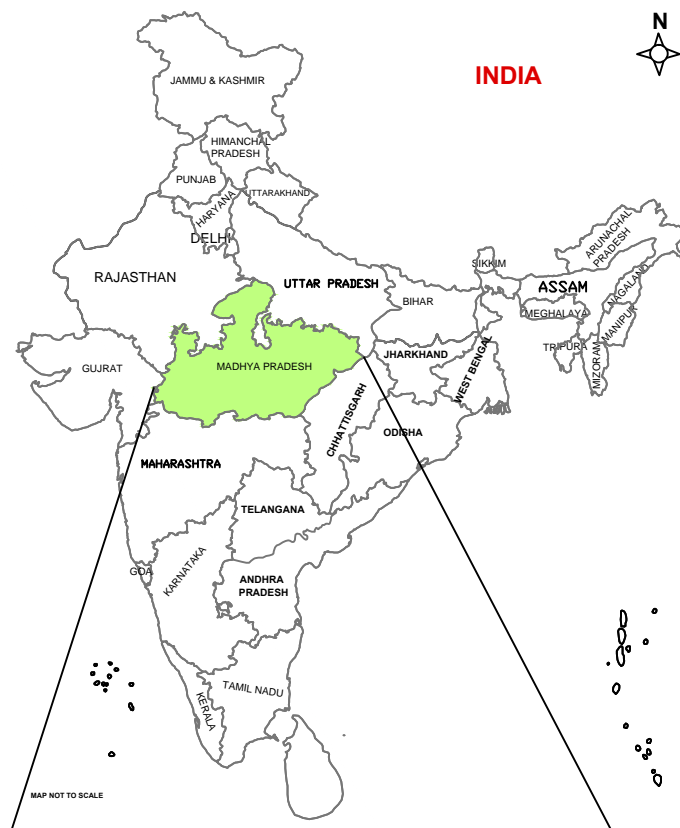 N
INDIA
JAMMU & KASHMIR
HIMANCHAL
PRADESH
PUNJAB
UTTARAKHAND
HARYANA
DELHI
ARUNACHAL
PRADESH
SIKKIM
RAJASTHAN
UTTAR PRADESH
ASSAM
NAGALAND
BIHAR
MEGHALAYA
MANIPUR
TRIPURA
MIZORAM
GUJRAT
MADHYA PRADESH
JHARKHAND
WEST BENGAL
CHHATTISGARH
ODISHA
MAHARASHTRA
TELANGANA
KARNATAKA
GOA
ANDHRA
PRADESH
TAMIL NADU
KERALA
MAP NOT TO SCALE